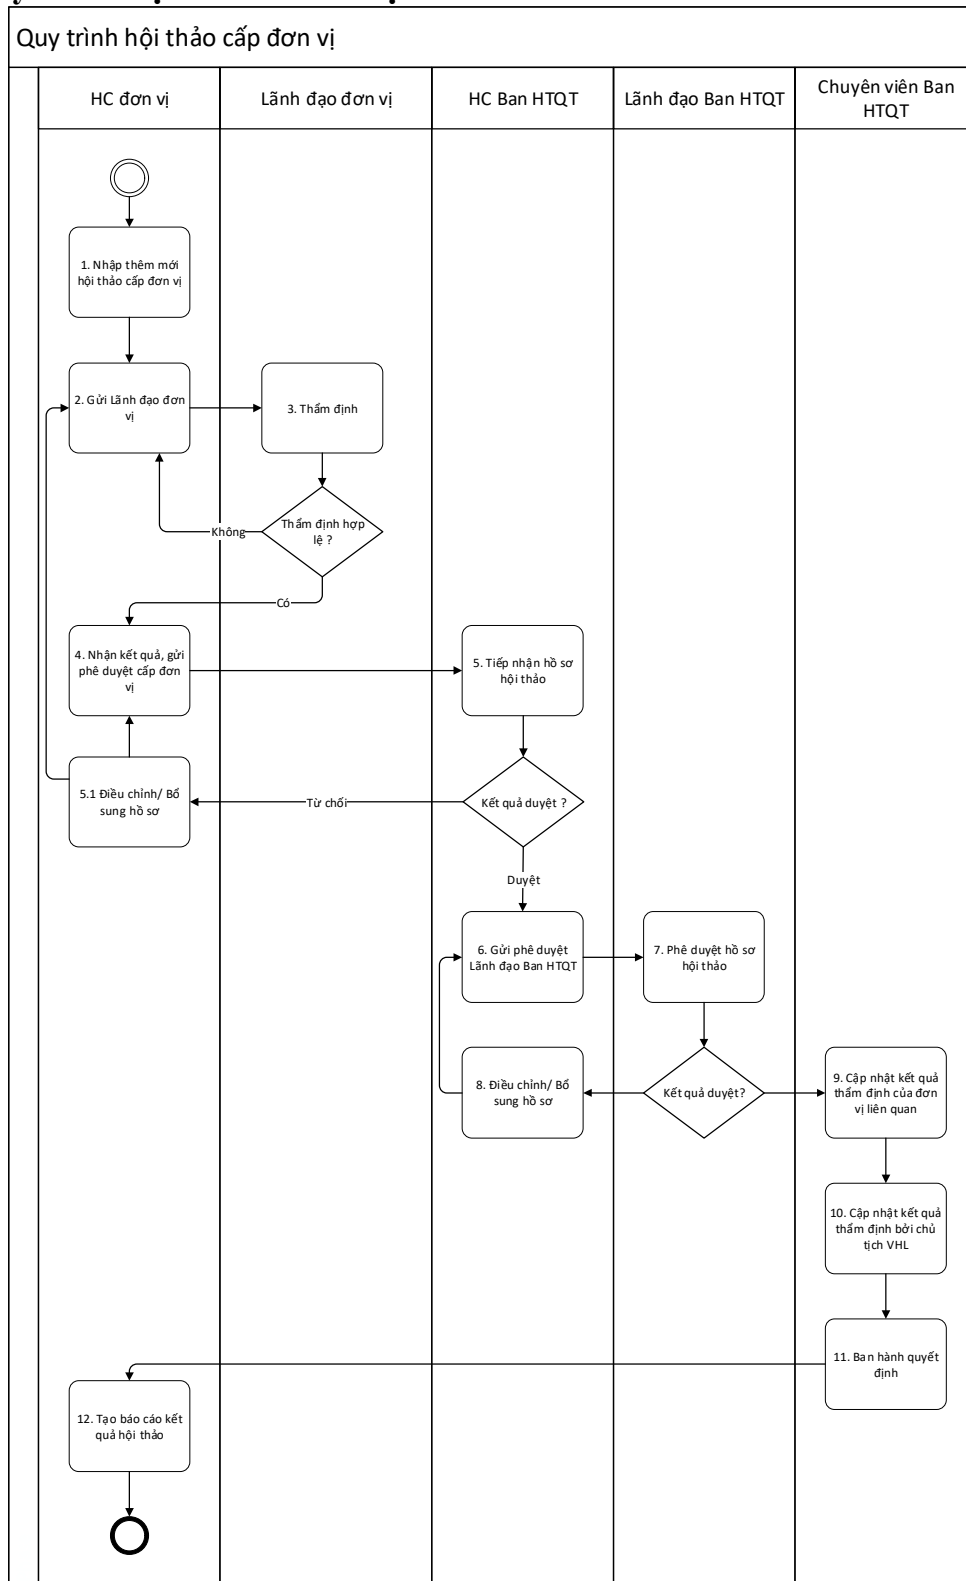 Quy trình hội thảo cấp đơn vị
HC đơn vị
Lãnh đạo đơn vị
HC Ban HTQT
Lãnh đạo Ban HTQT
Chuyên viên Ban
HTQT
1. Nhập thêm mới
hội thảo cấp đơn vị
2. Gửi Lãnh đạo đơn
vị
3. Thẩm định
Thẩm định hợp
lệ ?
Không
Có
4. Nhận kết quả, gửi
phê duyệt cấp đơn
vị
5. Tiếp nhận hồ sơ
hội thảo
5.1 Điều chỉnh/ Bổ
sung hồ sơ
Từ chối
Kết quả duyệt ?
Duyệt
6. Gửi phê duyệt
Lãnh đạo Ban HTQT
7. Phê duyệt hồ sơ
hội thảo
8. Điều chỉnh/ Bổ
sung hồ sơ
Kết quả duyệt?
9. Cập nhật kết quả
thẩm định của đơn
vị liên quan
10. Cập nhật kết quả
thẩm định bởi chủ
tịch VHL
11. Ban hành quyết
định
12. Tạo báo cáo kết
quả hội thảo